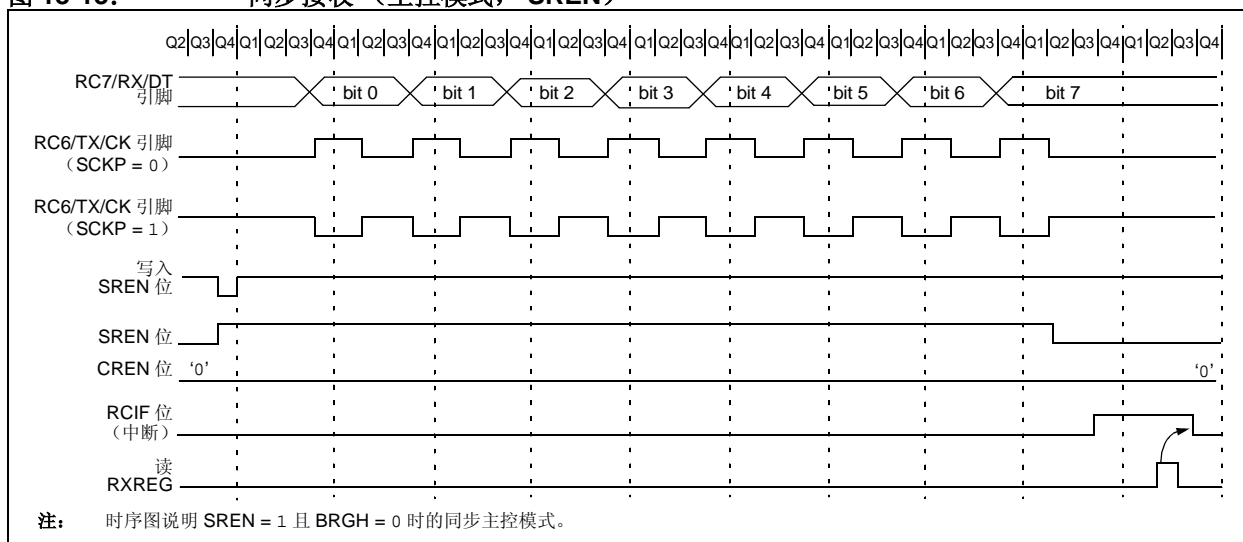 Q2 Q3 Q4 Q1 Q2 Q3 Q4 Q1 Q2 Q3 Q4 Q1 Q2 Q3 Q4 Q1 Q2 Q3 Q4 Q1 Q2 Q3 Q4 Q1 Q2 Q3 Q4 Q1 Q2 Q3 Q4 Q1 Q2 Q3 Q4 Q1 Q2 Q3 Q4 Q1 Q2 Q3 Q4
RC7/RX/DT
引脚
bit 0 bit 1 bit 2 bit 3 bit 4 bit 5 bit 6 bit 7
RC6/TX/CK 引脚
（SCKP = 0）
RC6/TX/CK 引脚
（SCKP = 1）
写入
SREN 位
SREN 位
CREN 位 ‘0’ ‘0’
RCIF 位
（中断）
读
RXREG
注： 时序图说明 SREN = 1 且 BRGH = 0 时的同步主控模式。